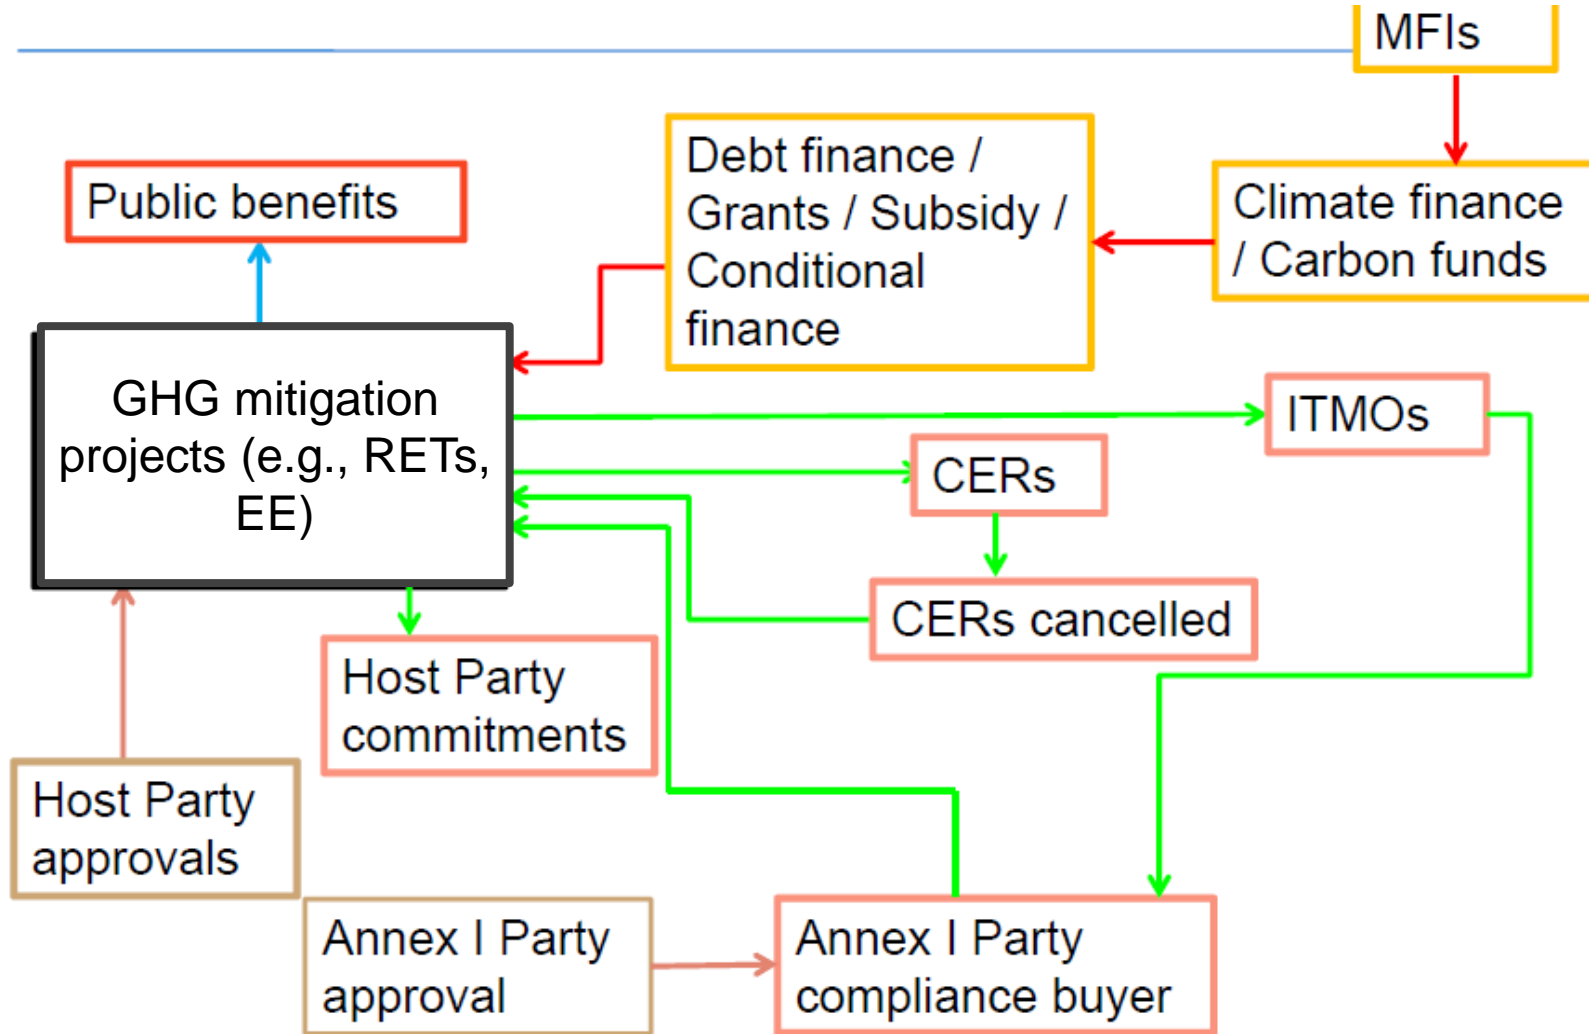 MFIs
Debt finance /
Grants / Subsidy /
Conditional
finance
Climate finance
/ Carbon funds
Public benefits
GHG mitigation
projects (e.g., RETs,
EE)
ITMOs
CERs
CERs cancelled
Host Party
commitments
Host Party
approvals
Annex I Party
approval
Annex I Party
compliance buyer